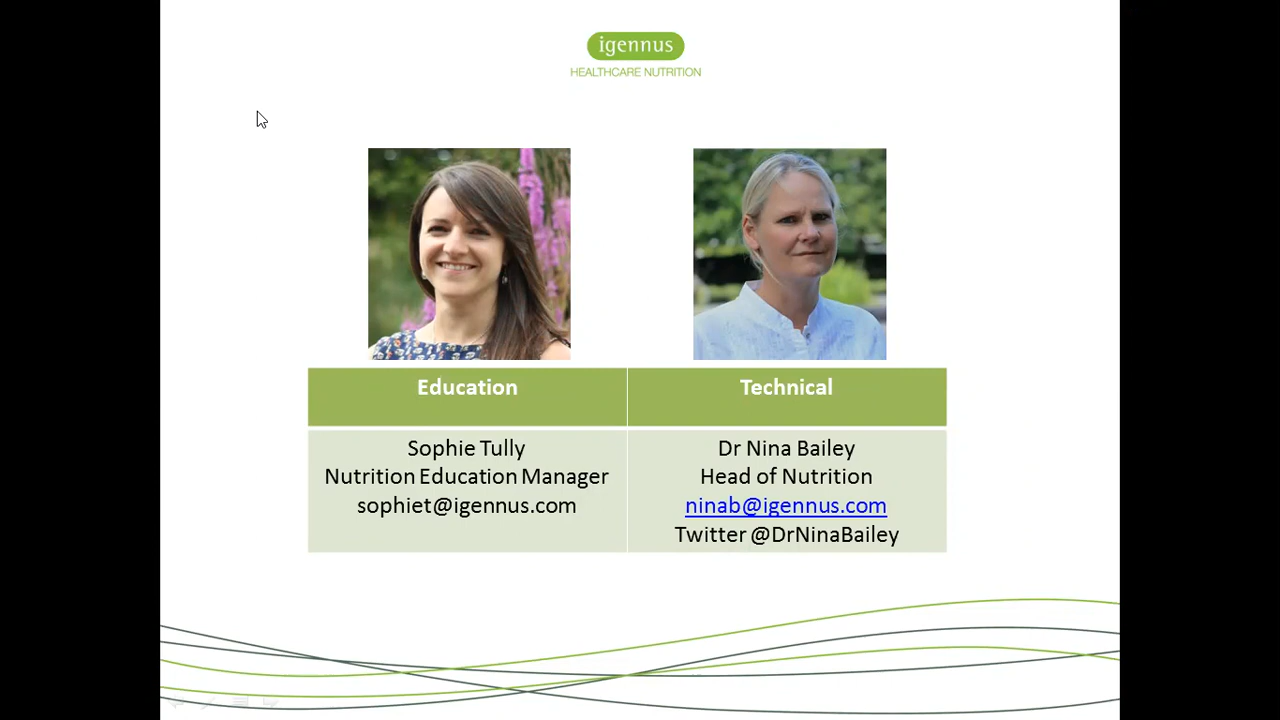 igennus
HEALTHCARE NUTRITION
Education
Technical
Sophie Tully
Nutrition Education Manager
sophiet@igennus.com
Dr Nina Bailey
Head of Nutrition
ninab@igennus.com
Twitter @DrNinaBailey